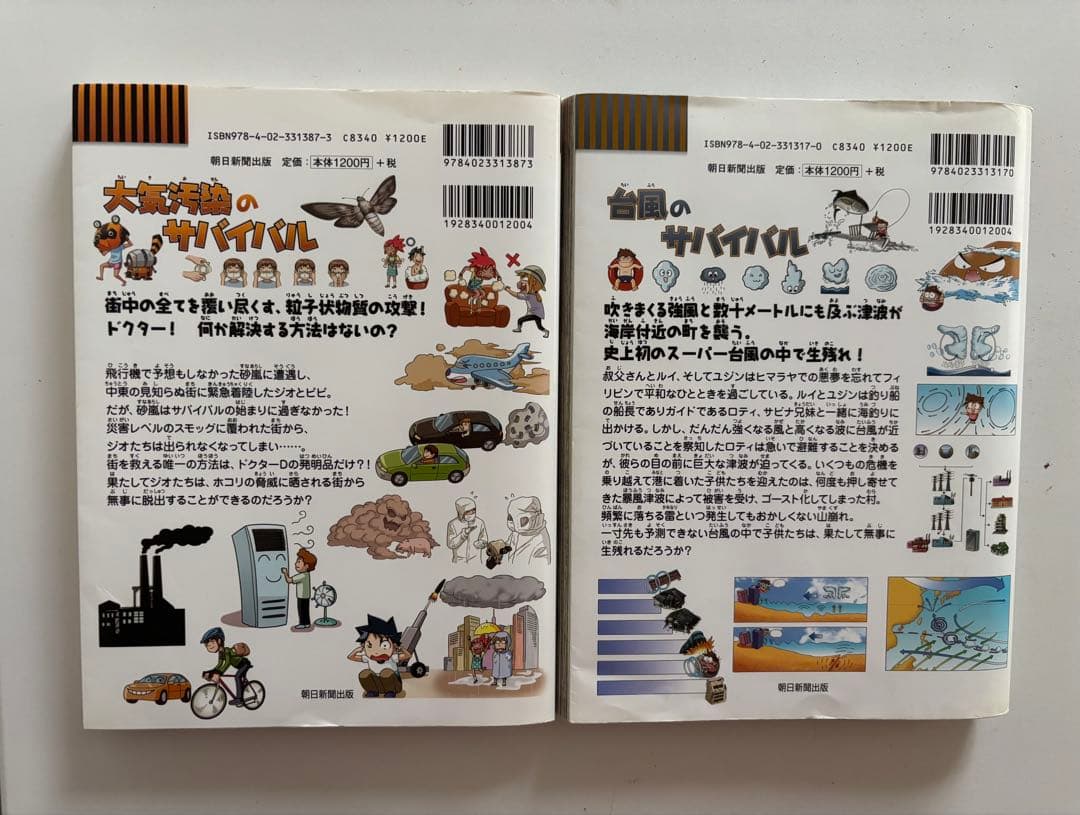 ISBN978-4-02-331387-3 C8340 ¥1200E
朝日新聞出版 定価：本体1200円 +税
9784023313873
1928340012004
大気汚染の
サバイバル
街中の全てを覆い尽くす、粒子状物質の攻撃！
ドクター！ 何か解決する方法はないの？
飛行機で予想もしなかった砂嵐に遭遇し、
中東の見知らぬ街に緊急着陸したジオとピピ。
だが、砂嵐はサバイバルの始まりに過ぎなかった！
災害レベルのスモッグに覆われた街から、
ジオたちは出られなくなってしまい……。
街を救える唯一の方法は、ドクターDの発明品だけ？！
果たしてジオたちは、ホコリの脅威に晒される街から
無事に脱出することができるのだろうか？
朝日新聞出版
ISBN978-4-02-331317-0 C8340 ¥1200E
朝日新聞出版 定価：本体1200円 +税
9784023313170
1928340012004
台風の
サバイバル
吹きまくる強風と数十メートルにも及ぶ津波が
海岸付近の町を襲う。
史上初のスーパー台風の中で生残れ！
叔父さんとルイ、そしてユジンはヒマラヤでの悪夢を忘れてフィ
リピンで平和なひとときを過ごしている。ルイとユジンは釣り船
の船長でありガイドであるロティ、サビナ兄妹と一緒に海釣りに
出かける。しかし、だんだん強くなる風と高くなる波に台風が近
づいていることを察知したロティは急いで避難することを決める
が、彼らの目の前に巨大な津波が迫ってくる。いくつもの危機を
乗り越えて港に着いた子供たちを迎えたのは、何度も押し寄せて
きた暴風津波によって被害を受け、ゴースト化してしまった村。
頻繁に落ちる雷といつ発生してもおかしくない山崩れ。
一寸先も予測できない台風の中で子供たちは、果たして無事に
生残れるだろうか？
朝日新聞出版